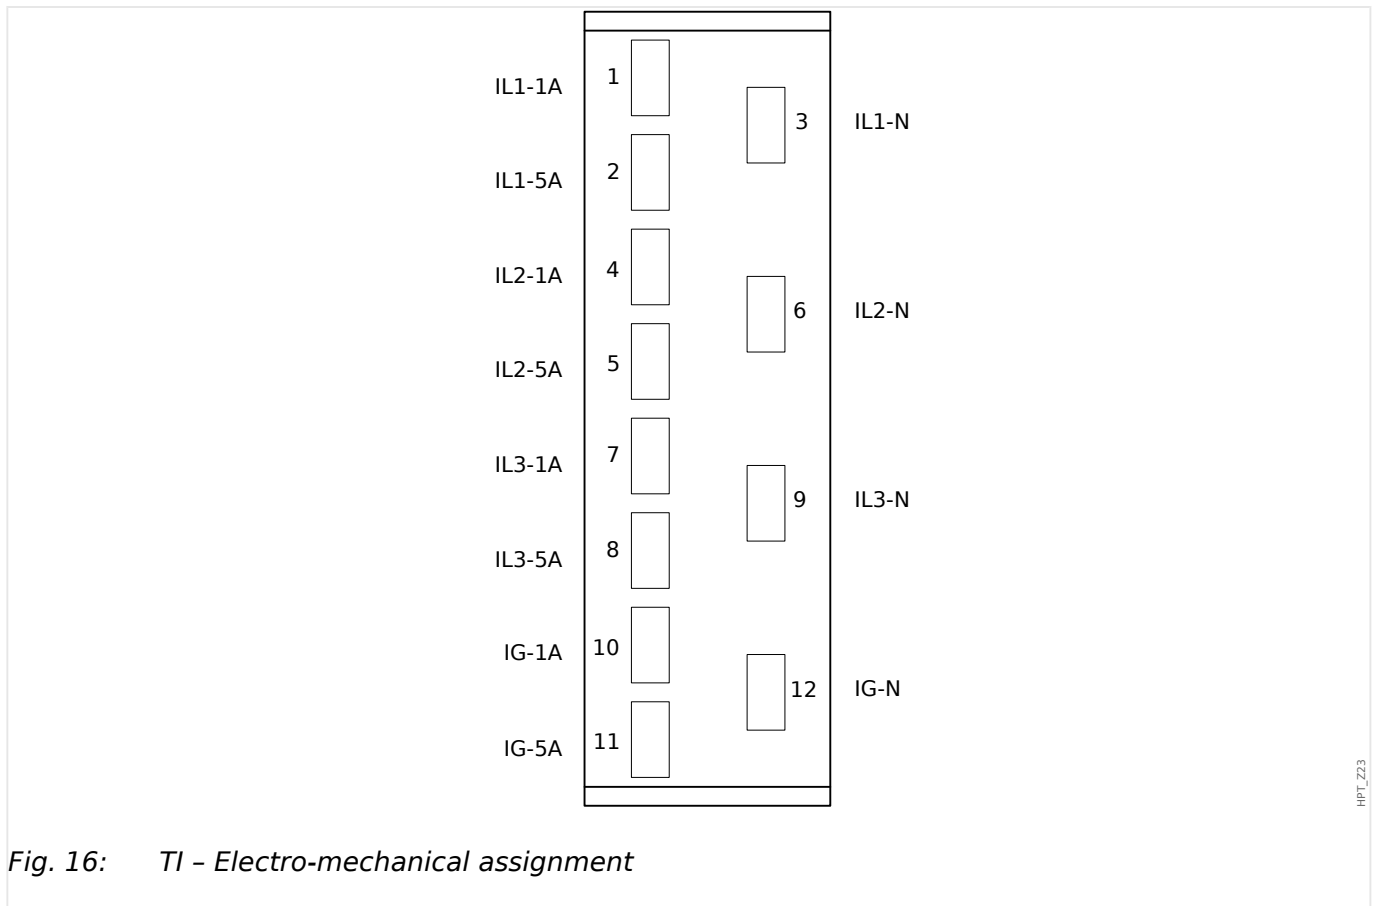 IL1-1A 1
3 IL1-N
IL1-5A 2
IL2-1A 4
6 IL2-N
IL2-5A 5
IL3-1A 7
9 IL3-N
IL3-5A 8
IG-1A 10
12 IG-N
IG-5A 11
HPT_Z23
Fig. 16: TI – Electro-mechanical assignment